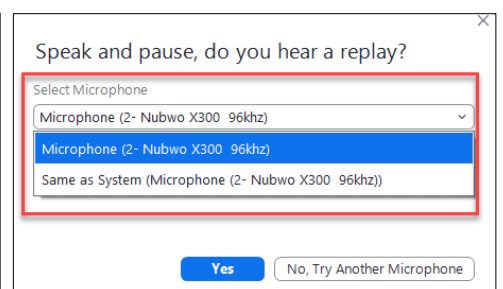 Speak and pause, do you hear a replay?
Select Microphone
Microphone (2- Nubwo X300 96khz)
Microphone (2- Nubwo X300 96khz)
Same as System (Microphone (2- Nubwo X300 96khz))
Yes
No, Try Another Microphone